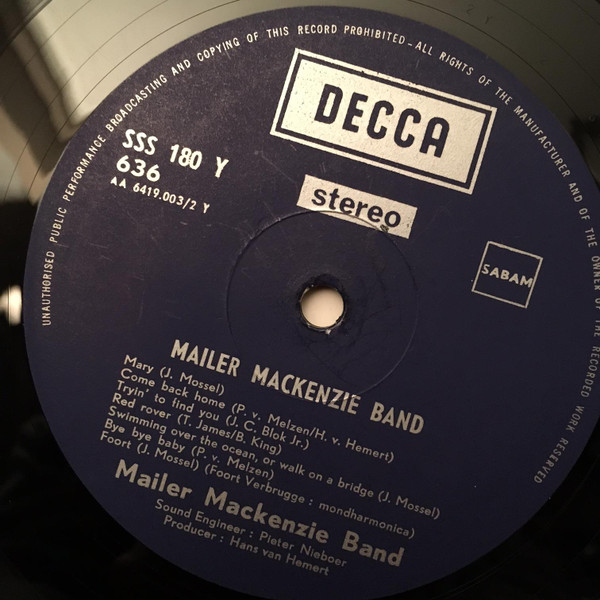 UNAUTHORISED PUBLIC PERFORMANCE BROADCASTING AND COPYING OF THIS RECORD PROHIBITED – ALL RIGHTS OF THE MANUFACTURER AND OF THE OWNER OF THE RECORDED WORK RESERVED
DECCA
SSS 180 Y
636
AA 6419.003/2 Y
stereo
SABAM
MAILER MACKENZIE BAND
Mary (J. Mossel)
Come back home (P. v. Melzen/H. v. Hemert)
Tryin' to find you (J. C. Blok Jr.)
Red rover (T. James/B. King)
Swimming over the ocean, or walk on a bridge (J. Mossel)
Bye bye baby (P. v. Melzen)
Foort (J. Mossel) (Foort Verbrugge : mondharmonica)
Mailer Mackenzie Band
Sound Engineer : Pieter Nieboer
Producer : Hans van Hemert